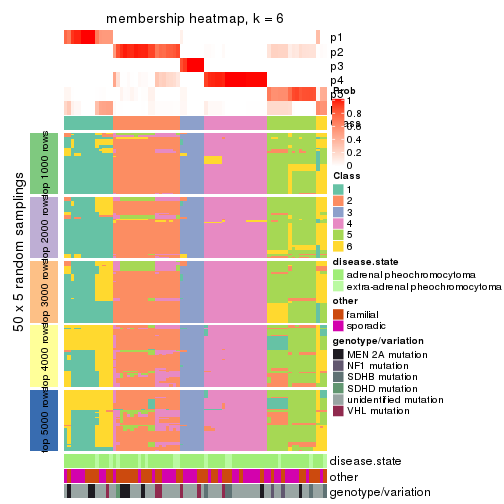 membership heatmap, k = 6
p1
p2
p3
p4
Prob
1
0.8
0.6
0.4
0.2
0
Class
1
2
3
4
5
6
disease.state
adrenal pheochromocytoma
extra-adrenal pheochromocytoma
other
familial
sporadic
genotype/variation
MEN 2A mutation
NF1 mutation
SDHB mutation
SDHD mutation
unidentified mutation
VHL mutation
50 x 5 random samplings
top 1000 rows
top 2000 rows
top 3000 rows
top 4000 rows
top 5000 rows
disease.state
other
genotype/variation